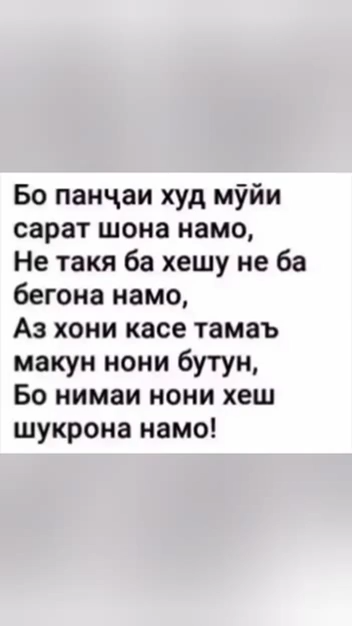 Бо панҷаи худ мӯйи
сарат шона намо,
Не такя ба хешу не ба
бегона намо,
Аз хони касе тамаъ
макун нони бутун,
Бо нимаи нони хеш
шукрона намо!